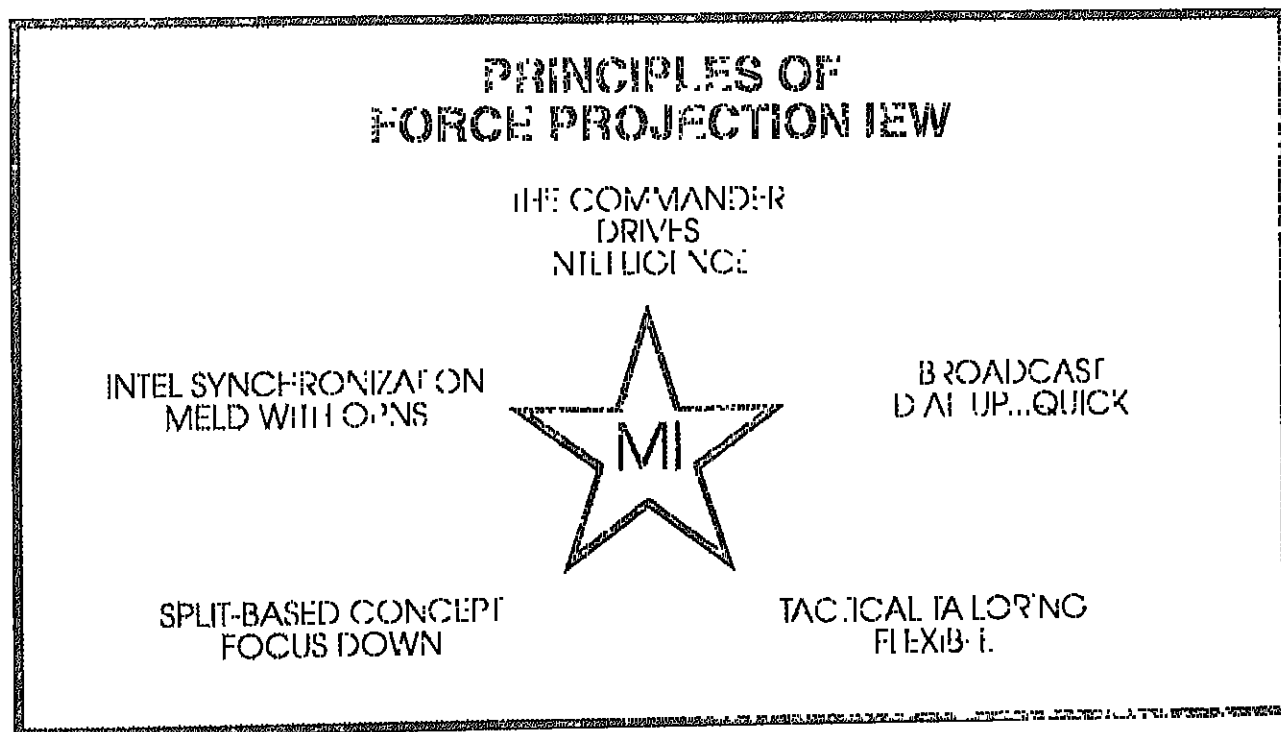 PRINCIPLES OF
FORCE PROJECTION IEW
THE COMMANDER
DRIVES
INTELLIGENCE
INTEL SYNCHRONIZATION
MELD WITH OPNS
BROADCAST
DIAL UP...QUICK
MI
SPLIT-BASED CONCEPT
FOCUS DOWN
TACTICAL TAILORING
FLEXIBLE